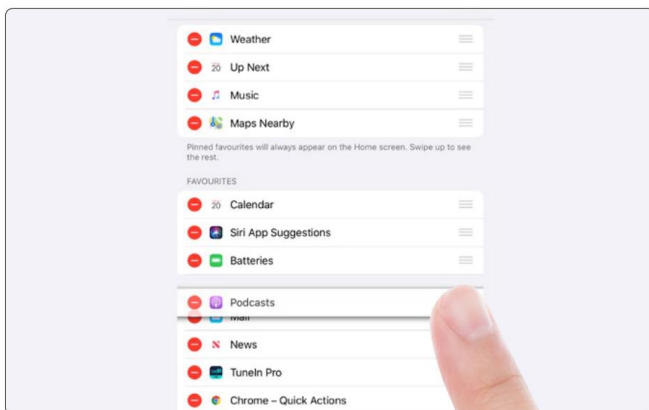 Weather
20 Up Next
Music
Maps Nearby
Pinned favourites will always appear on the Home screen. Swipe up to see
the rest.
FAVOURITES
20 Calendar
Siri App Suggestions
Batteries
Podcasts
Mail
N News
TuneIn Pro
Chrome – Quick Actions